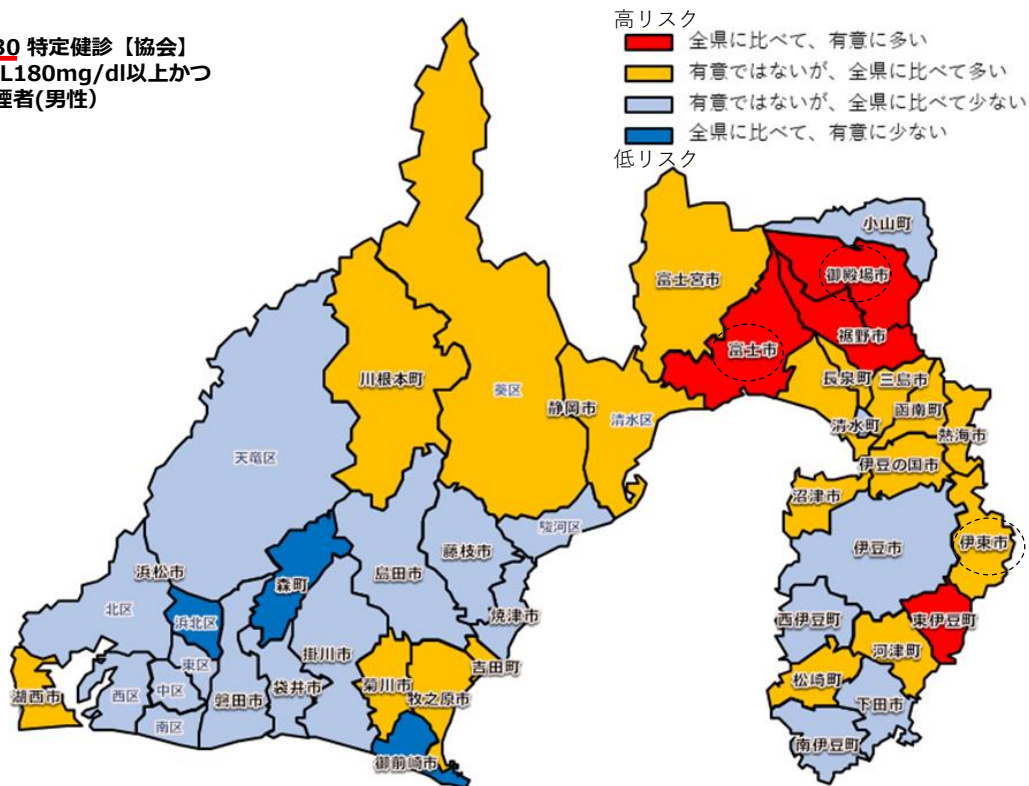 30 特定健診【協会】
L180mg/dl以上かつ
煙者(男性)
高リスク
全県に比べて、有意に多い
有意ではないが、全県に比べて多い
有意ではないが、全県に比べて少ない
全県に比べて、有意に少ない
低リスク
小山町
富士宮市
御殿場市
裾野市
富士市
川根本町
葵区
静岡市
清水区
長泉町
三島市
函南町
清水町
熱海市
伊豆の国市
天竜区
沼津市
駿河区
藤枝市
伊豆市
伊東市
浜松市
島田市
森町
北区
浜北区
焼津市
西伊豆町
東伊豆町
掛川市
吉田町
河津町
東区
湖西市
西区
中区
磐田市
袋井市
菊川市
牧之原市
松崎町
下田市
南区
御前崎市
南伊豆町